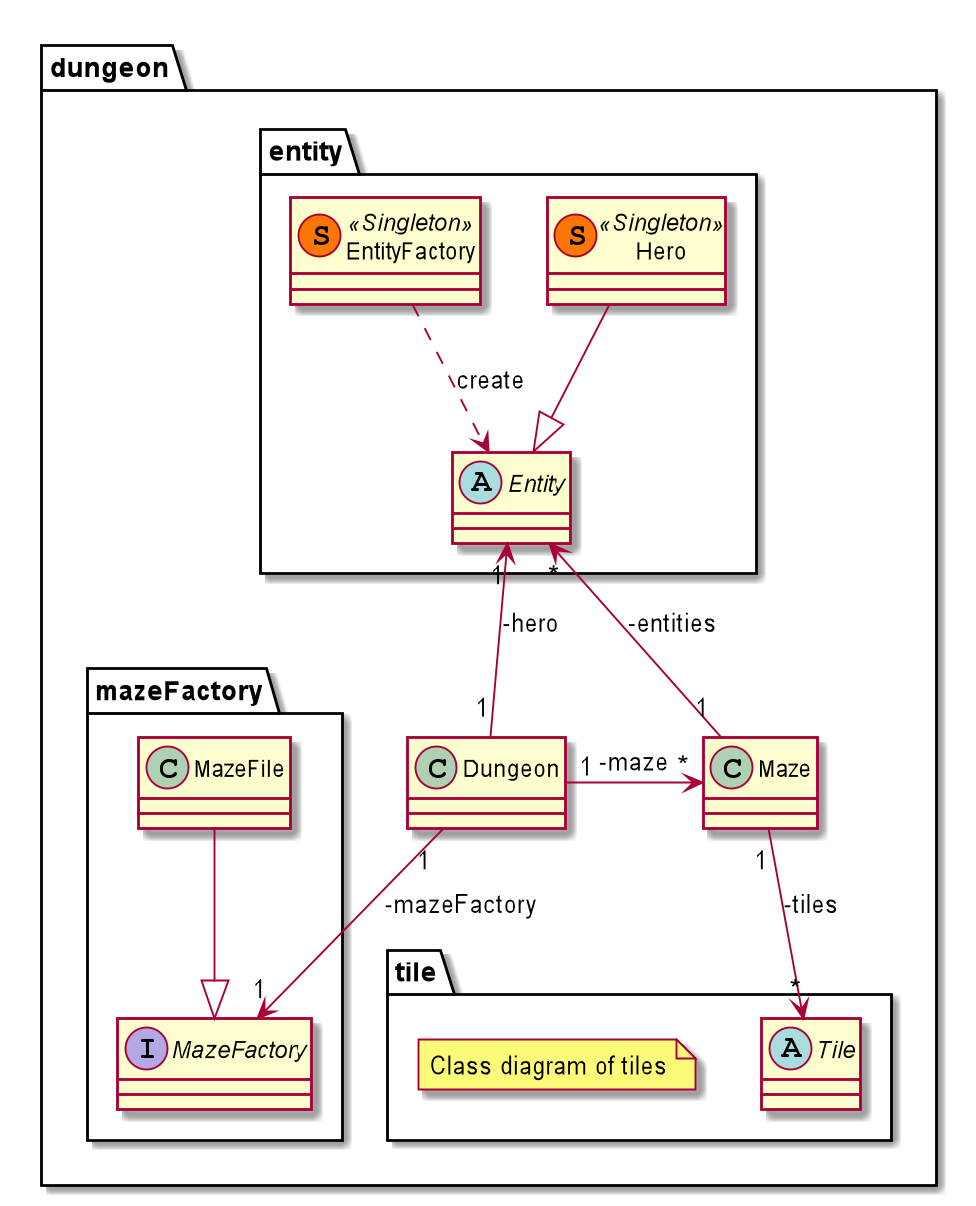 dungeon
entity
S
«Singleton»
EntityFactory
S
«Singleton»
Hero
create
A Entity
1
*
-hero
-entities
1
1
mazeFactory
C MazeFile
C Dungeon
1 -maze *
C Maze
1
1
-mazeFactory
-tiles
tile
1
*
I MazeFactory
Class diagram of tiles
A Tile